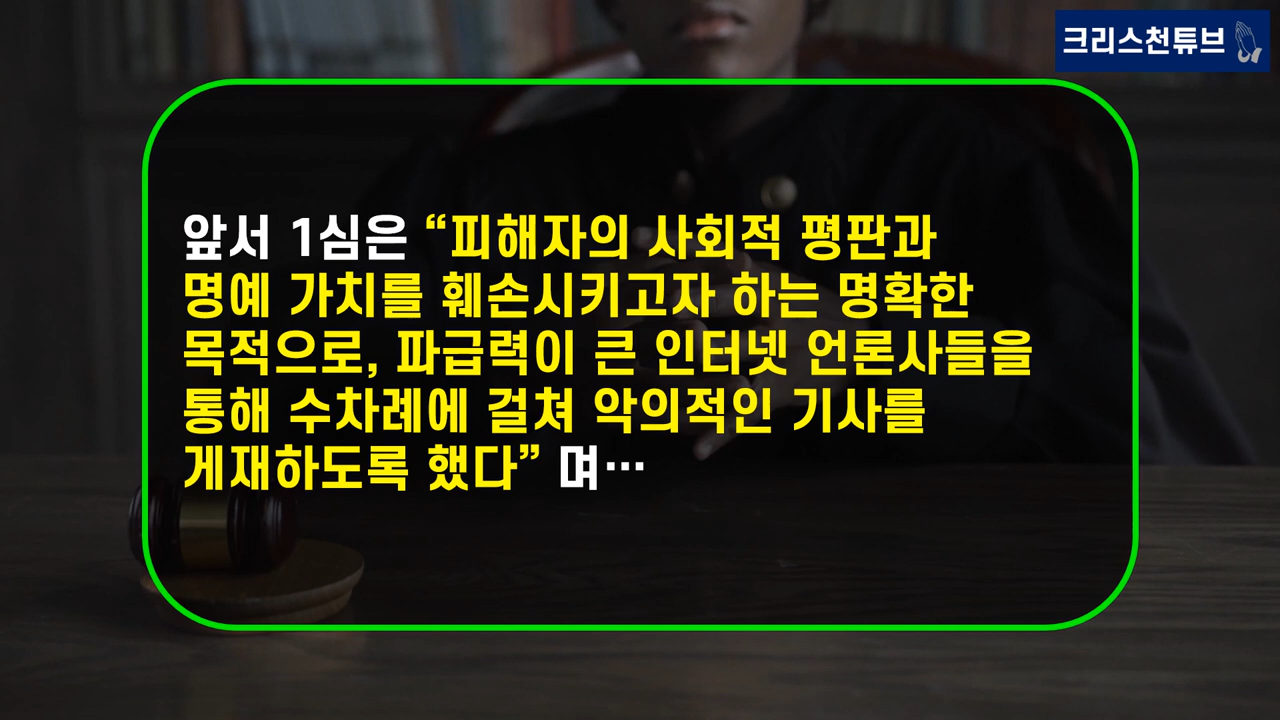 크리스천튜브
앞서 1심은 “피해자의 사회적 평판과
명예 가치를 훼손시키고자 하는 명확한
목적으로, 파급력이 큰 인터넷 언론사들을
통해 수차례에 걸쳐 악의적인 기사를
게재하도록 했다” 며…